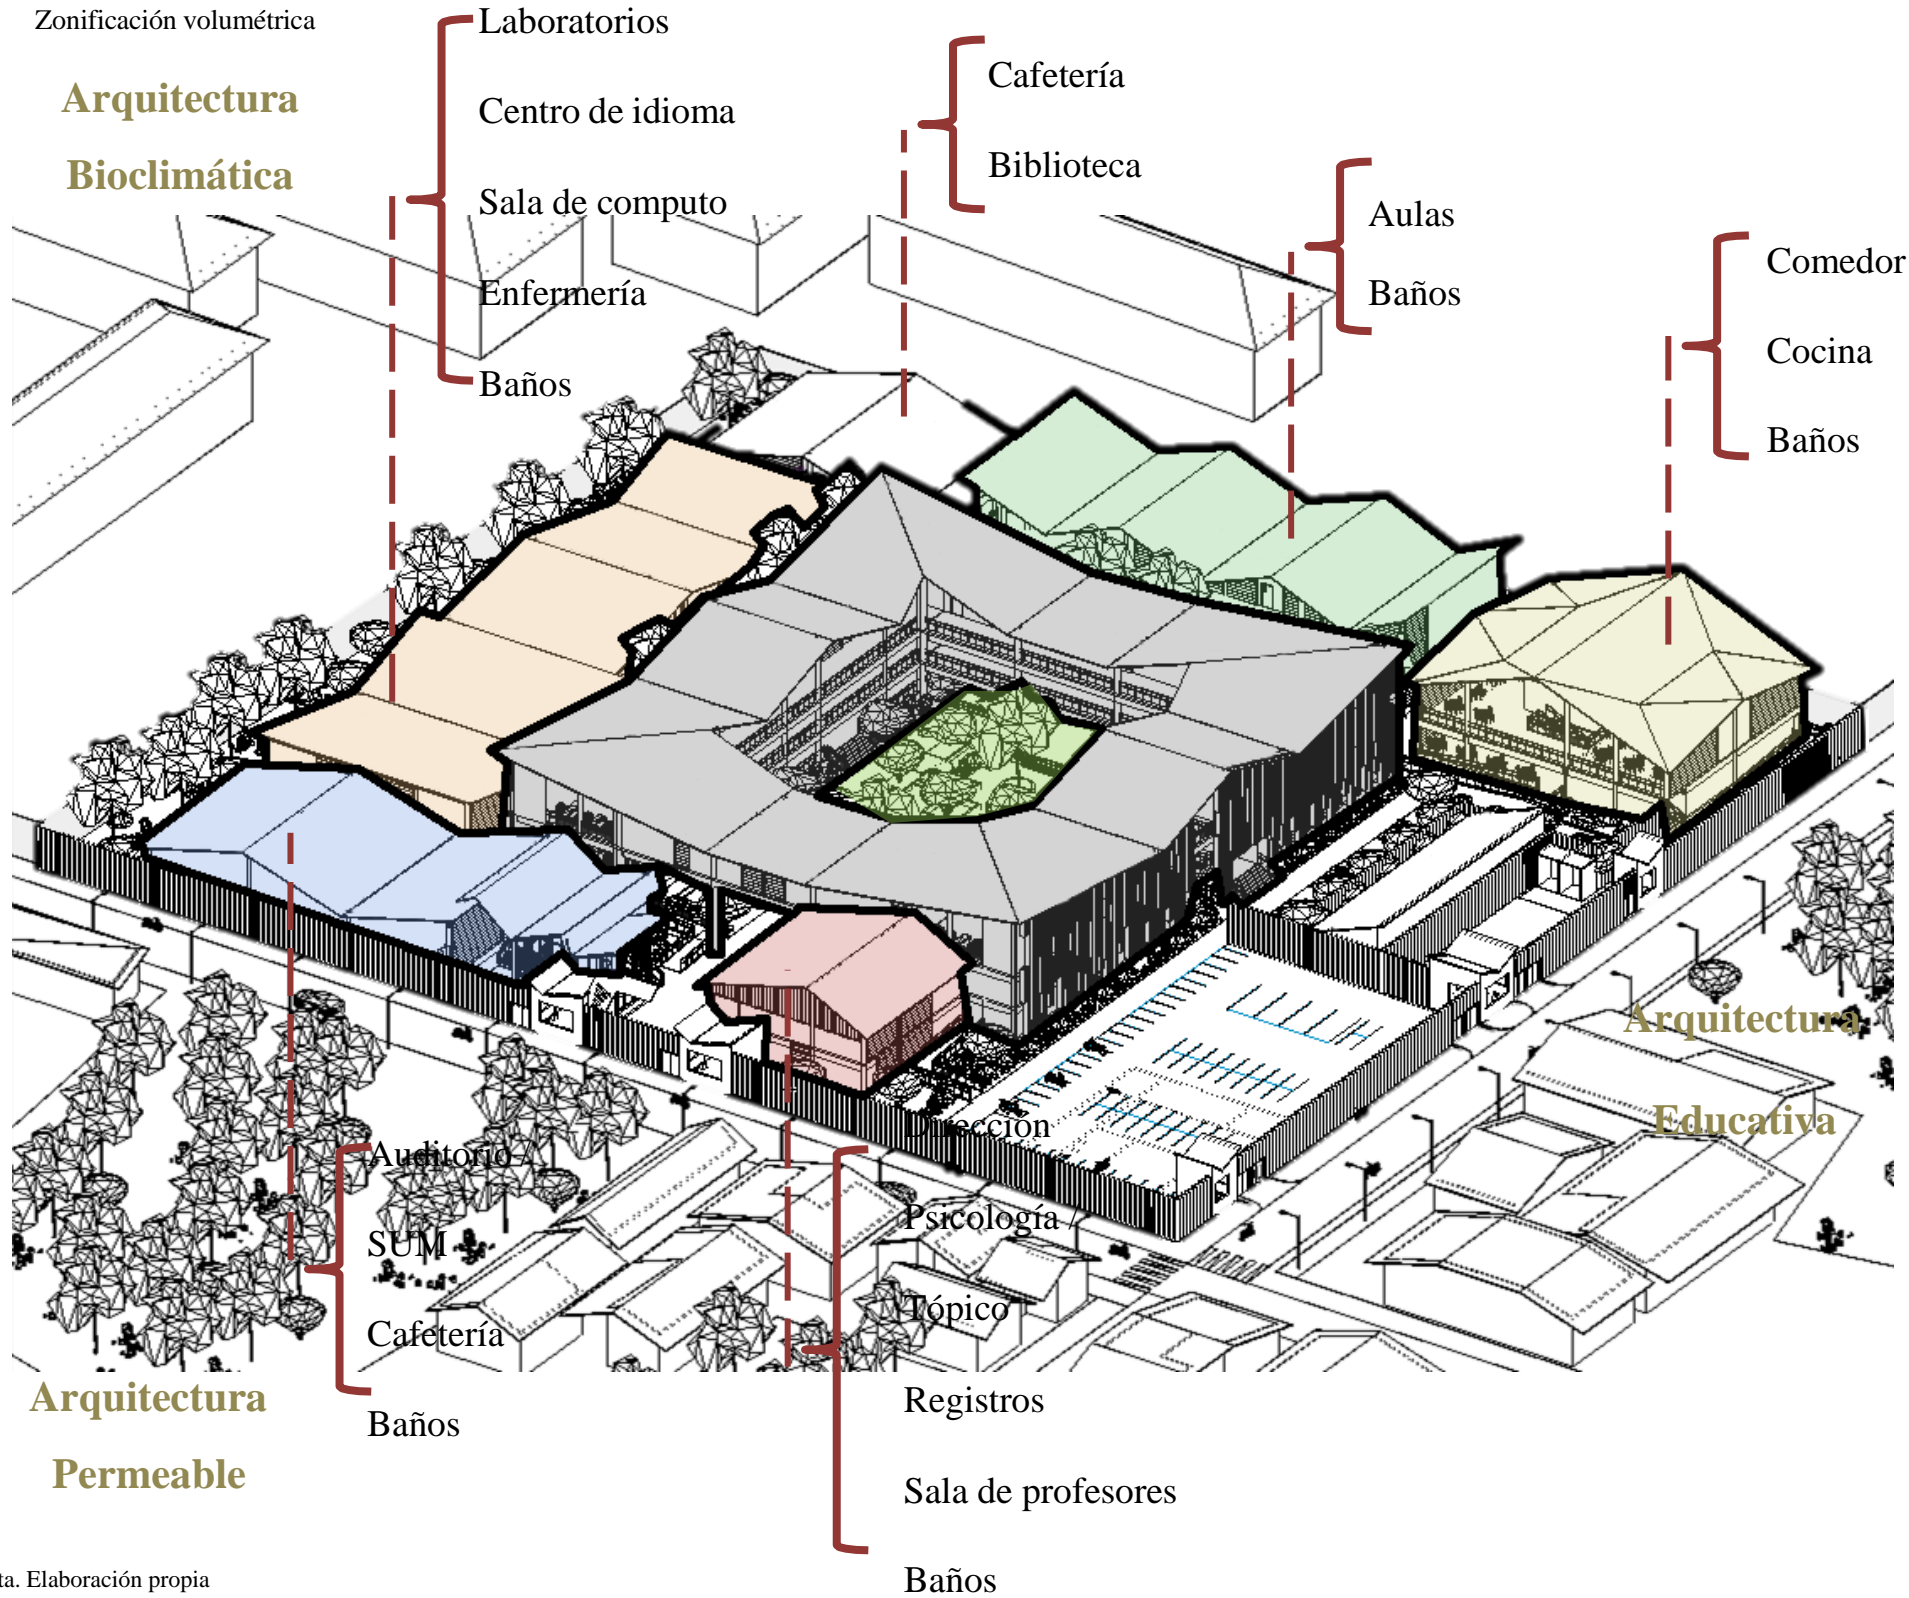 Zonificación volumétrica
Arquitectura
Bioclimática
Laboratorios
Centro de idioma
Sala de computo
Enfermería
Baños
Cafetería
Biblioteca
Aulas
Baños
Comedor
Cocina
Baños
Arquitectura
Educativa
Auditorio
SUM
Cafetería
Baños
Arquitectura
Permeable
Dirección
Psicología /
Tópico
Registros
Sala de profesores
Baños
ta. Elaboración propia